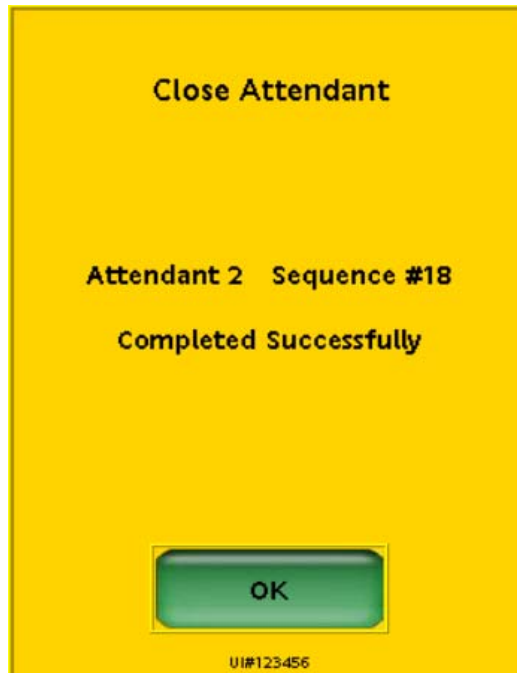 Close Attendant
Attendant 2 Sequence #18
Completed Successfully
OK
UI#123456